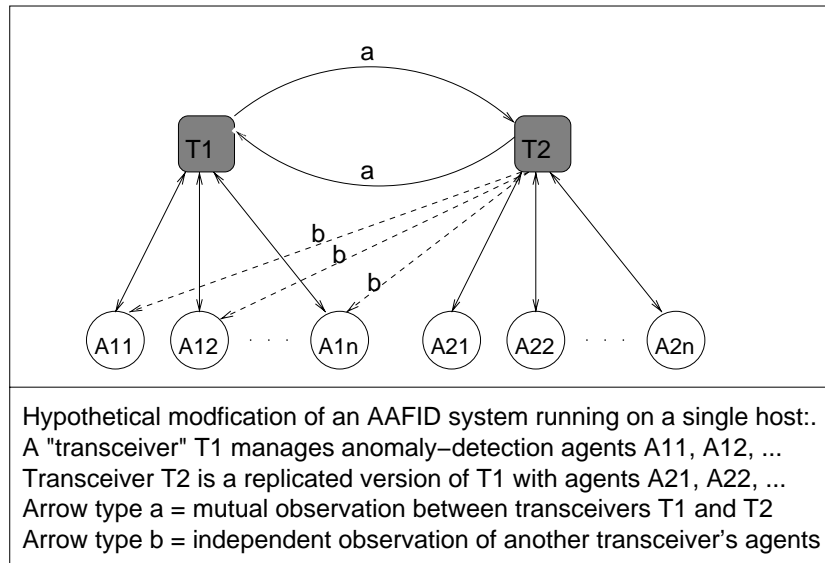 a
T1
T2
a
b
b
b
A11
A12
. . .
A1n
A21
A22
. . .
A2n
Hypothetical modfication of an AAFID system running on a single host:.
A "transceiver" T1 manages anomaly−detection agents A11, A12, ...
Transceiver T2 is a replicated version of T1 with agents A21, A22, ...
Arrow type a = mutual observation between transceivers T1 and T2
Arrow type b = independent observation of another transceiver's agents